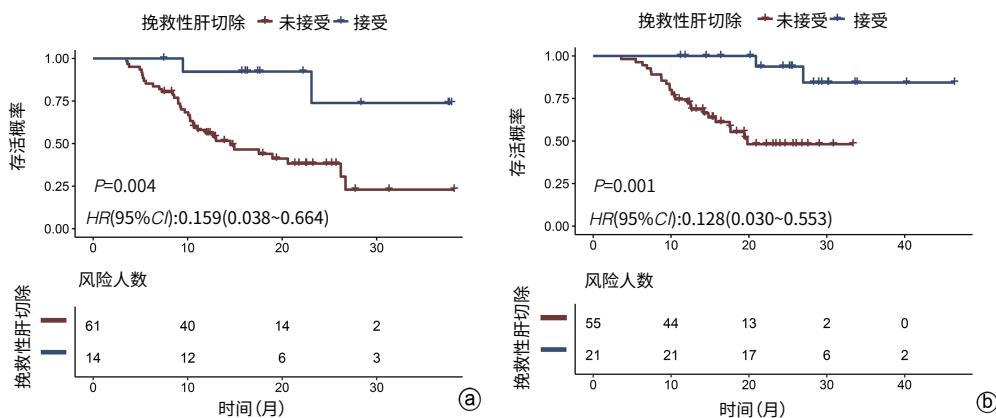 挽救性肝切除 未接受 接受
存活概率
1.00
0.75
0.50
0.25
0.00
P=0.004
HR(95%CI):0.159(0.038~0.664)
0 10 20 30
风险人数
挽救性肝切除
61 40 14 2
14 12 6 3
0 10 20 30
时间(月)
a
挽救性肝切除 未接受 接受
存活概率
1.00
0.75
0.50
0.25
0.00
P=0.001
HR(95%CI):0.128(0.030~0.553)
0 10 20 30 40
风险人数
挽救性肝切除
55 44 13 2 0
21 21 17 6 2
0 10 20 30 40
时间(月)
b